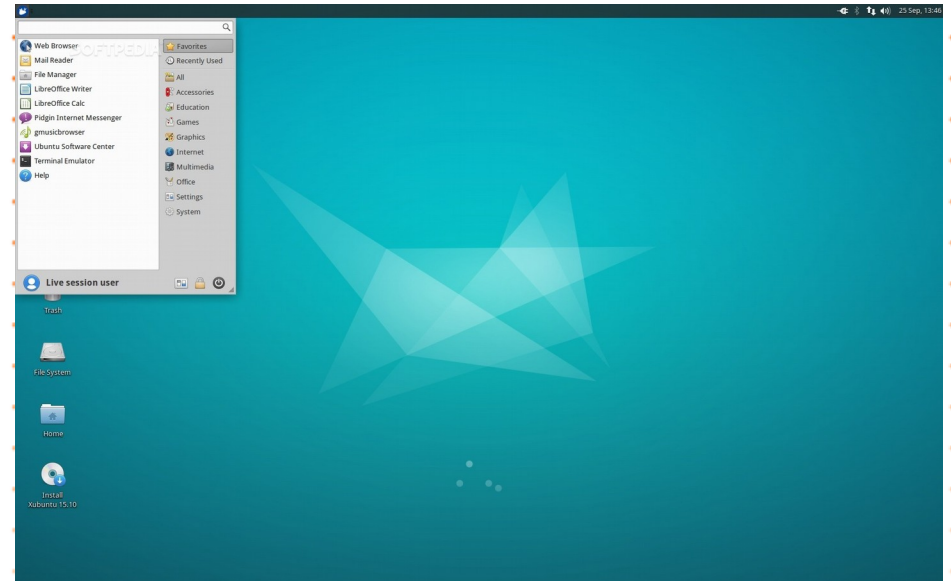 25 Sep, 13:46
Web Browser
Mail Reader
File Manager
LibreOffice Writer
LibreOffice Calc
Pidgin Internet Messenger
gmusicbrowser
Ubuntu Software Center
Terminal Emulator
Help
SOFTPEDIA
Favorites
Recently Used
All
Accessories
Education
Games
Graphics
Internet
Multimedia
Office
Settings
System
Live session user
Trash
File System
Home
Install
Xubuntu 15.10